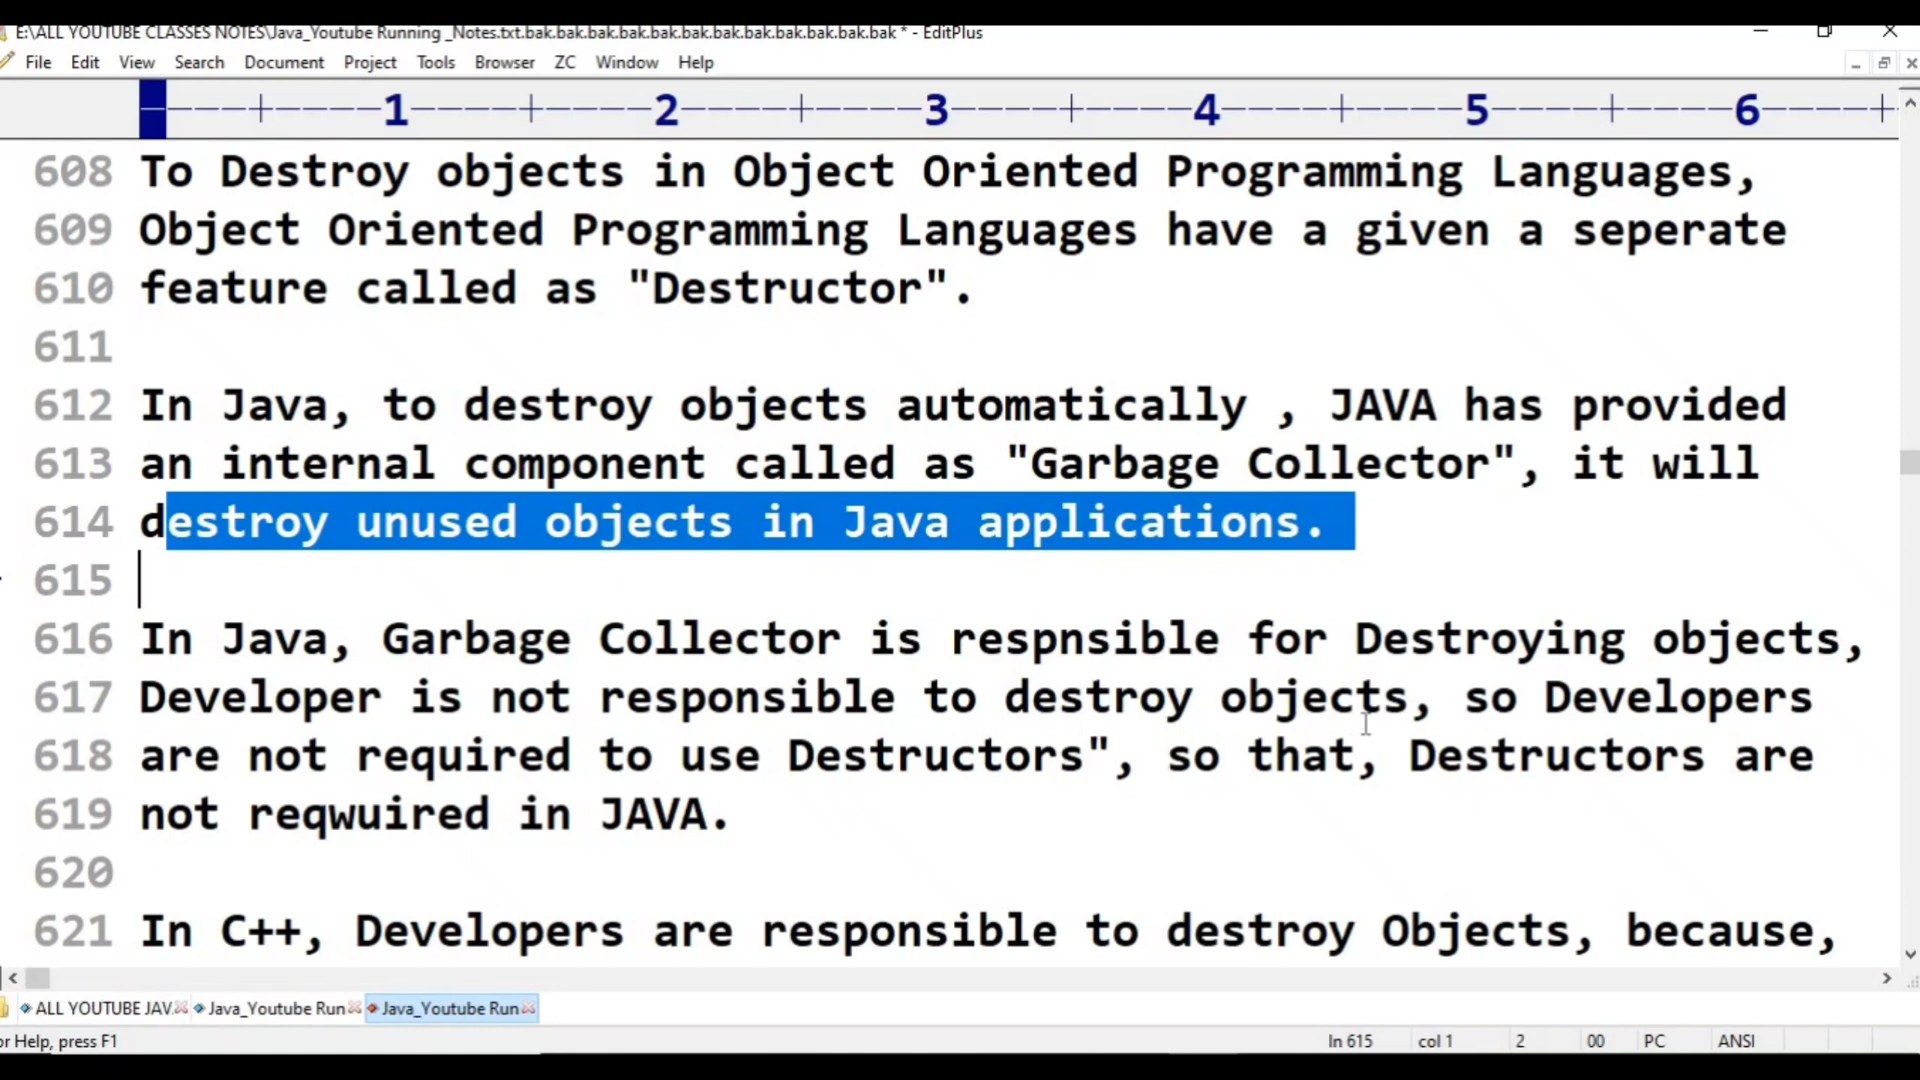 E:\ALL YOUTUBE CLASSES NOTES\Java_Youtube Running _Notes.txt.bak.bak.bak.bak.bak.bak.bak.bak.bak.bak.bak.bak * - EditPlus
File Edit View Search Document Project Tools Browser ZC Window Help
1 2 3 4 5 6
608 To Destroy objects in Object Oriented Programming Languages,
609 Object Oriented Programming Languages have a given a seperate
610 feature called as "Destructor".
611
612 In Java, to destroy objects automatically , JAVA has provided
613 an internal component called as "Garbage Collector", it will
614 destroy unused objects in Java applications.
615
616 In Java, Garbage Collector is respnsible for Destroying objects,
617 Developer is not responsible to destroy objects, so Developers
618 are not required to use Destructors", so that, Destructors are
619 not reqwuired in JAVA.
620
621 In C++, Developers are responsible to destroy Objects, because,
ALL YOUTUBE JAV Java_Youtube Run Java_Youtube Run
or Help, press F1 ln 615 col 1 2 00 PC ANSI